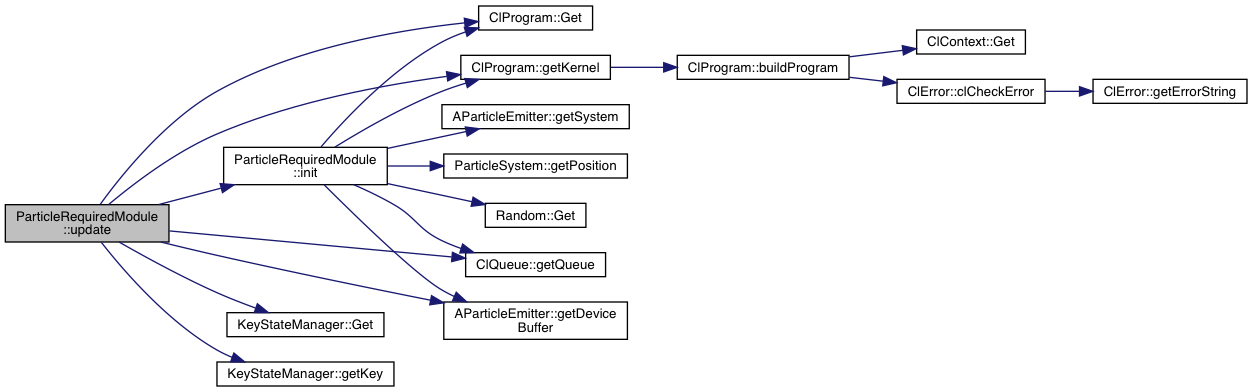 ClProgram::Get
ClContext::Get
ClProgram::getKernel
ClProgram::buildProgram
ClError::clCheckError
ClError::getErrorString
AParticleEmitter::getSystem
ParticleRequiredModule
::init
ParticleSystem::getPosition
ParticleRequiredModule
::update
Random::Get
ClQueue::getQueue
AParticleEmitter::getDevice
Buffer
KeyStateManager::Get
KeyStateManager::getKey